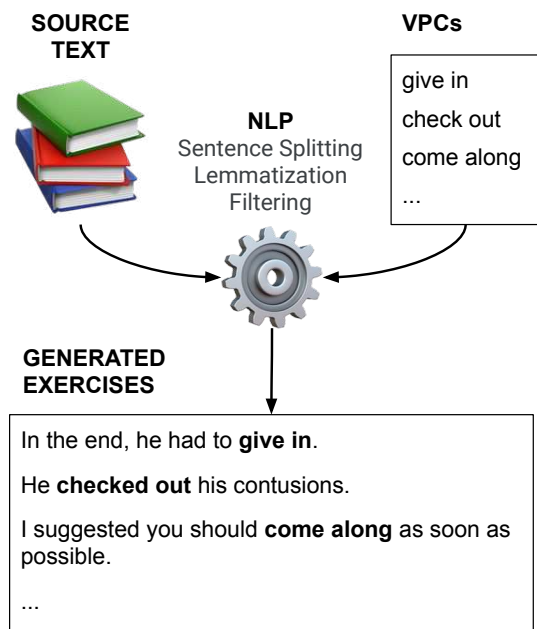 SOURCE
TEXT
VPCs
give in
check out
come along
...
NLP
Sentence Splitting
Lemmatization
Filtering
GENERATED
EXERCISES
In the end, he had to give in.
He checked out his contusions.
I suggested you should come along as soon as
possible.
...